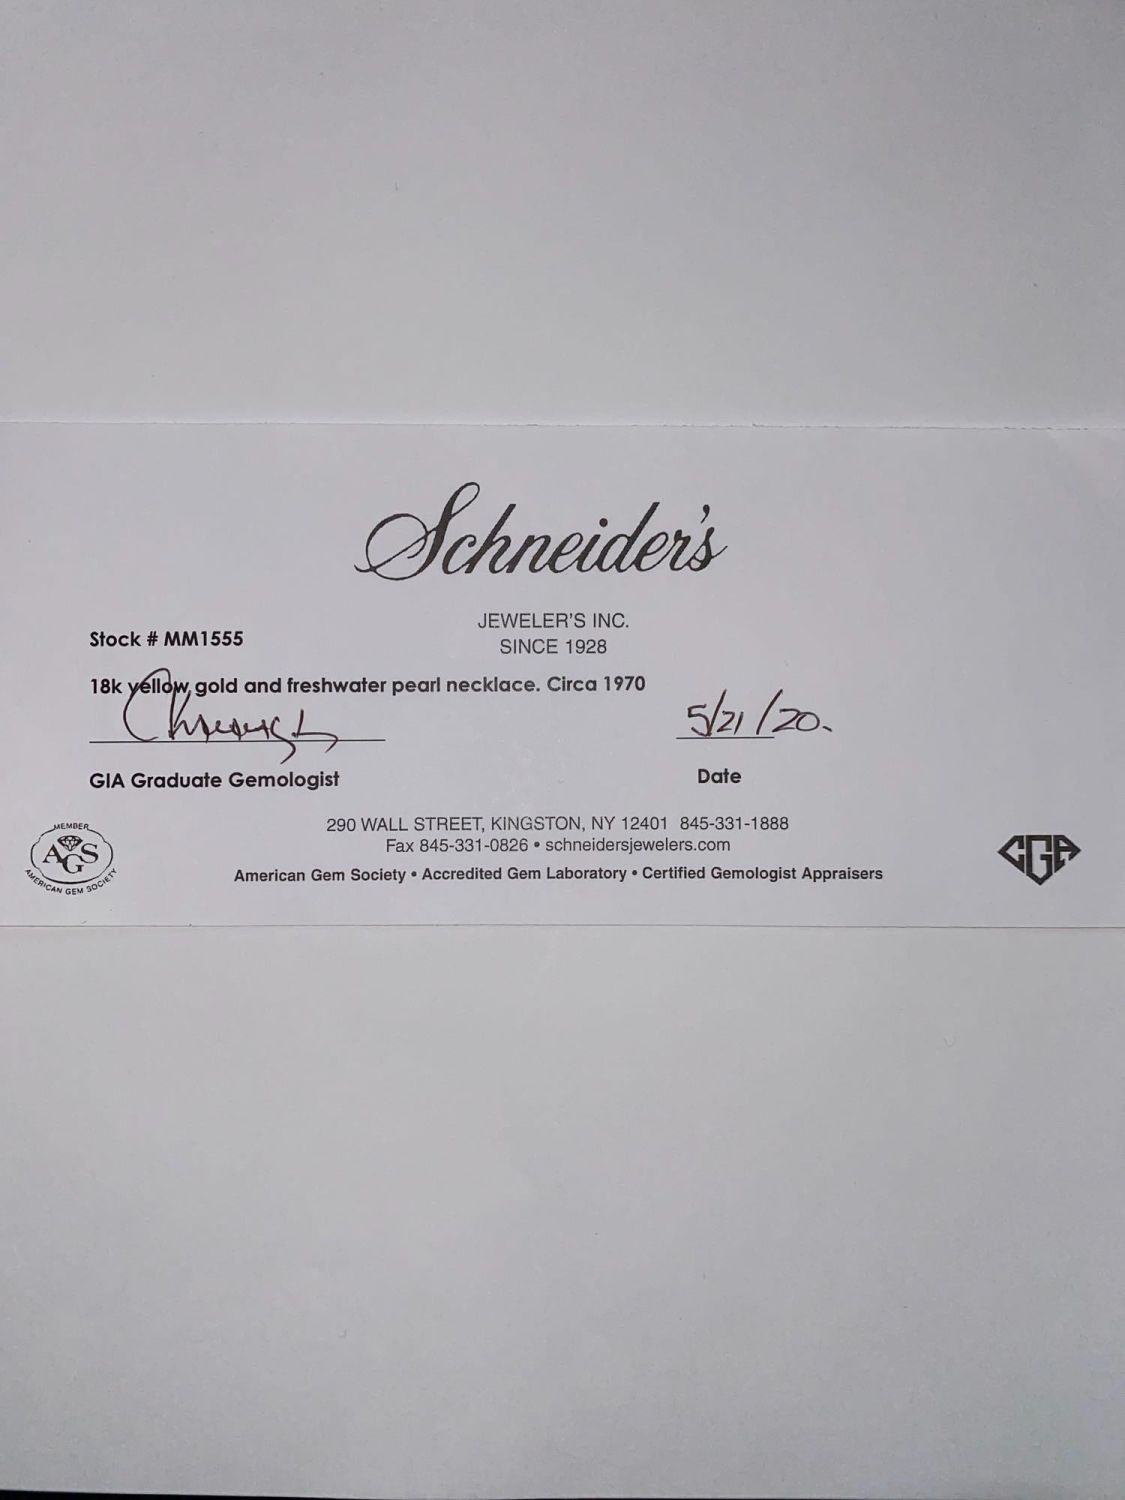 Schneider's
JEWELER'S INC.
SINCE 1928
Stock # MM1555
18k yellow gold and freshwater pearl necklace. Circa 1970
5/21/20.
GIA Graduate Gemologist
Date
290 WALL STREET, KINGSTON, NY 12401 845-331-1888
Fax 845-331-0826 • schneidersjewelers.com
American Gem Society • Accredited Gem Laboratory • Certified Gemologist Appraisers
MEMBER
AGS
AMERICAN GEM SOCIETY
CGA